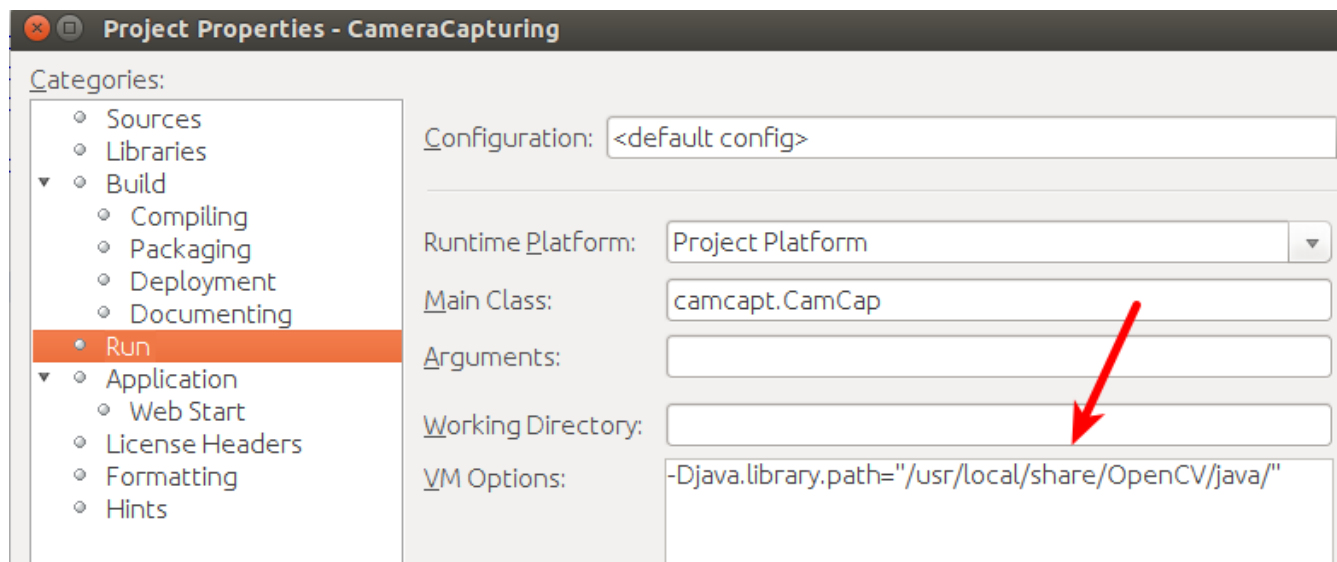 Project Properties - CameraCapturing
Categories:
Sources
Libraries
Build
Compiling
Packaging
Deployment
Documenting
Run
Application
Web Start
License Headers
Formatting
Hints
Configuration: <default config>
Runtime Platform: Project Platform
Main Class: camcapt.CamCap
Arguments:
Working Directory:
VM Options: -Djava.library.path="/usr/local/share/OpenCV/java/"